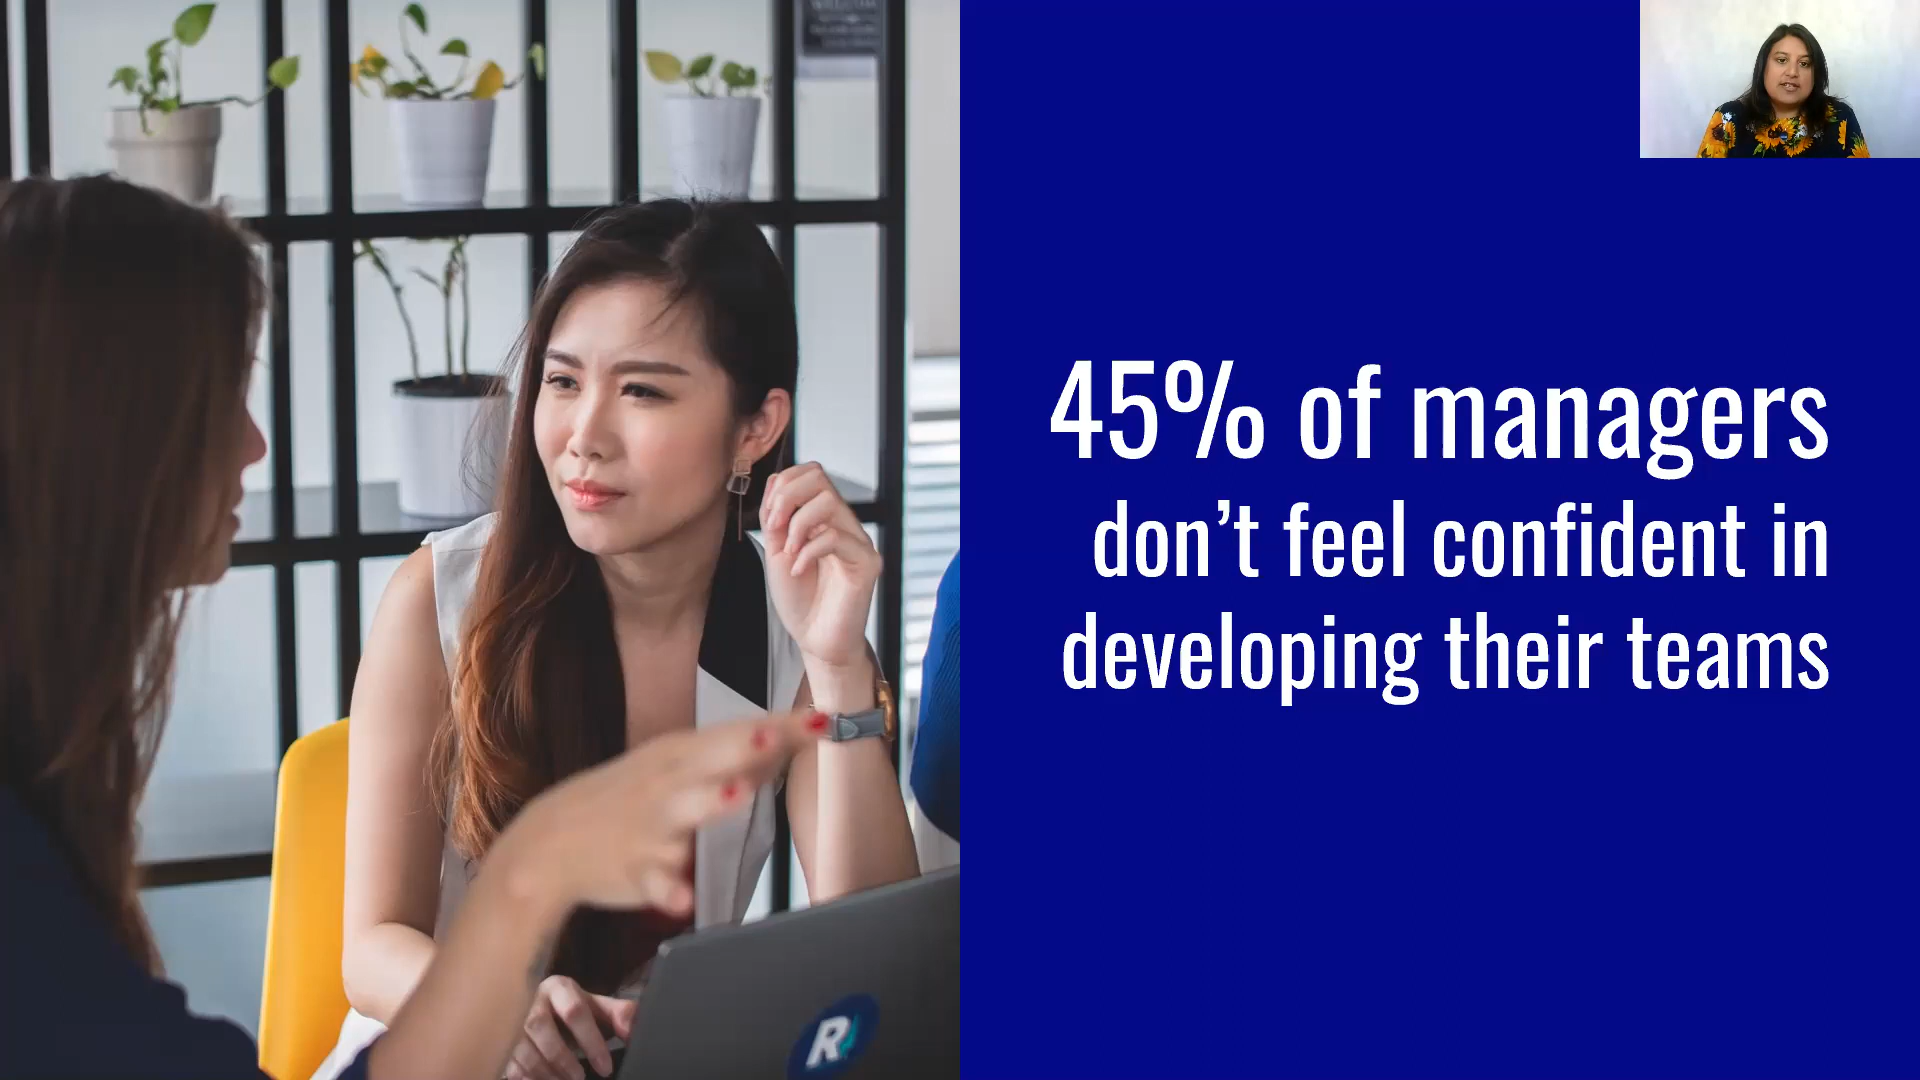 45% of managers
don't feel confident in
developing their teams
R